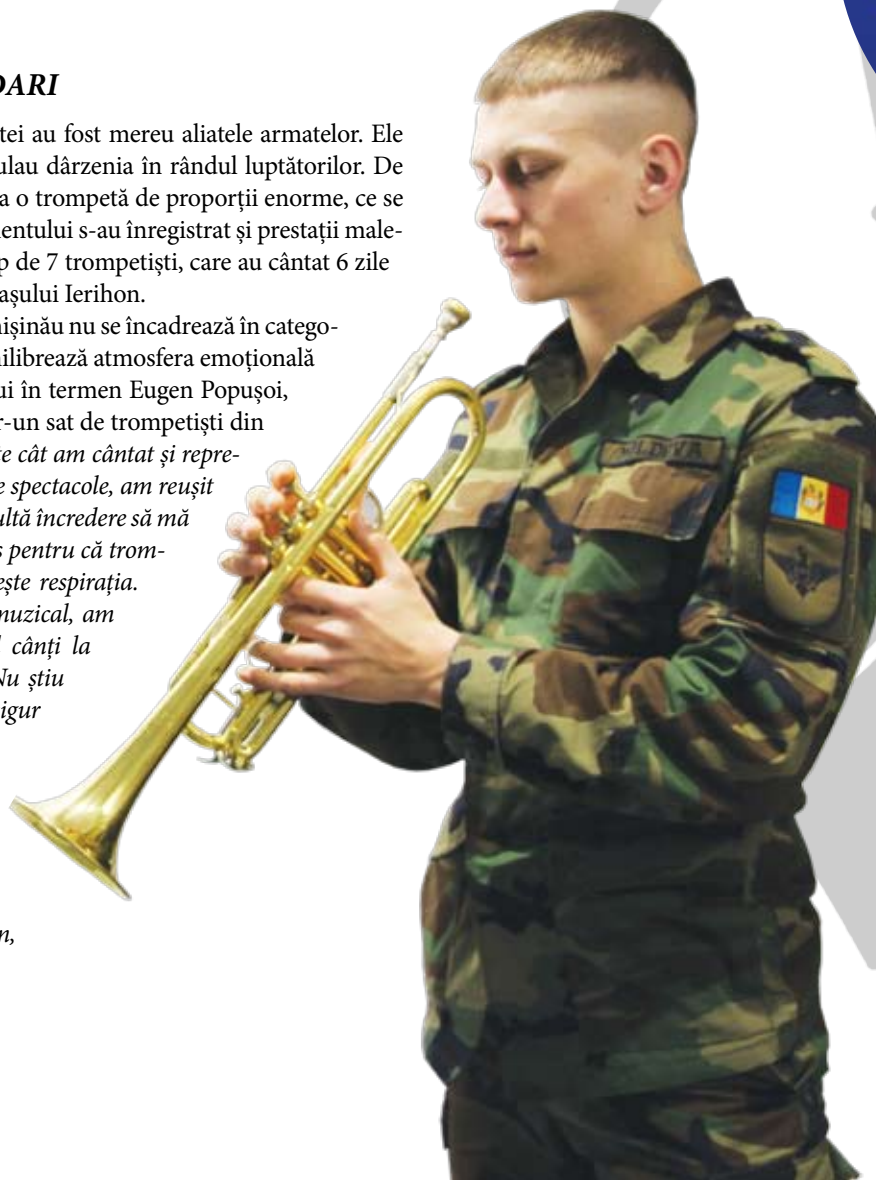 DARI
tei au fost mereu aliatele armatelor. Ele
ulau dârzenia în rândul luptătorilor. De
a o trompetă de proporții enorme, ce se
entului s-au înregistrat și prestații male-
p de 7 trompetiști, care au cântat 6 zile
așului Ierihon.
nișinău nu se încadrează în catego-
hilibrează atmosfera emoțională
ui în termen Eugen Popușoi,
r-un sat de trompetiști din
te cât am cântat și repre-
e spectacole, am reușit
ultă încredere să mă
s pentru că trom-
ește respirația.
muzical, am
cânți la
Nu știu
sigur
n,